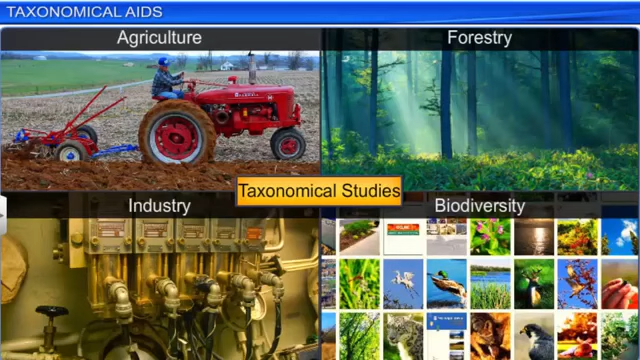 TAXONOMICAL AIDS
Agriculture
Forestry
Taxonomical Studies
Industry
Biodiversity